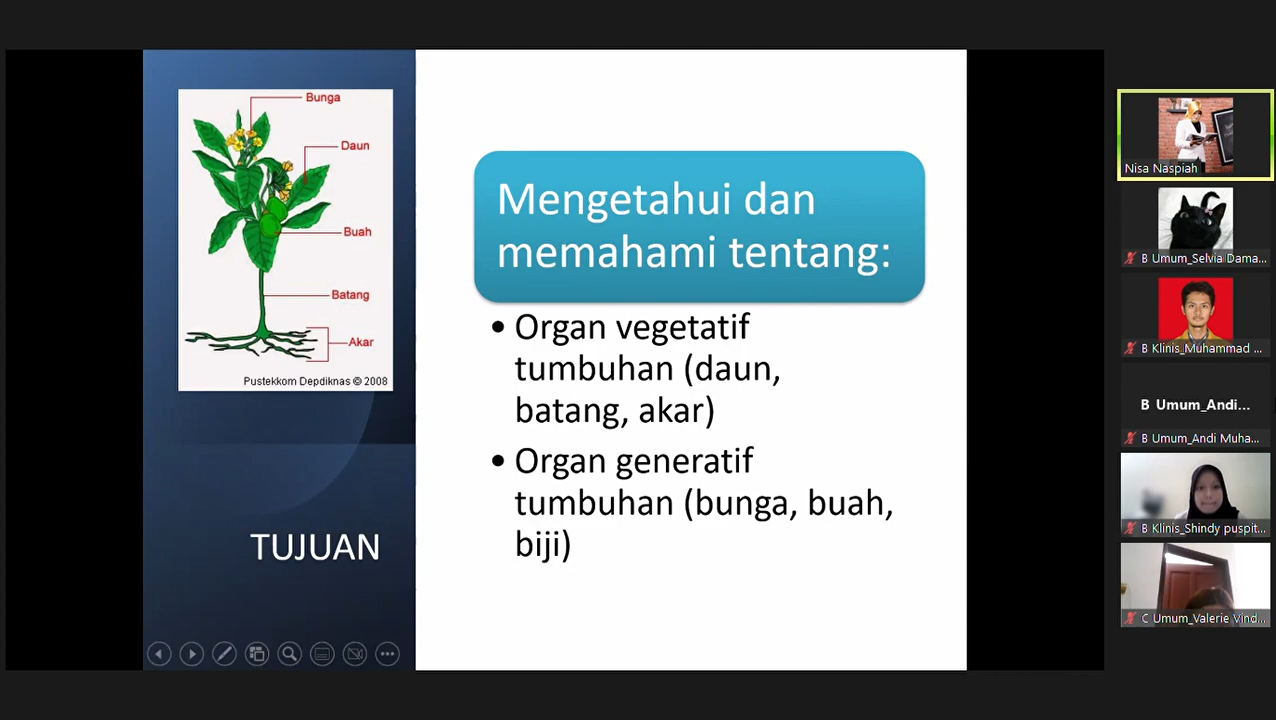 Bunga
Daun
Buah
Batang
Akar
Pustekkom Depdiknas © 2008
TUJUAN
Mengetahui dan
memahami tentang:
• Organ vegetatif
tumbuhan (daun,
batang, akar)
• Organ generatif
tumbuhan (bunga, buah,
biji)
Nisa Naspiah
B Umum_Selvia Dama...
B Klinis_Muhammad ...
B Umum_Andi...
B Umum_Andi Muha...
B Klinis_Shindy puspit...
C Umum_Valerie Vind...